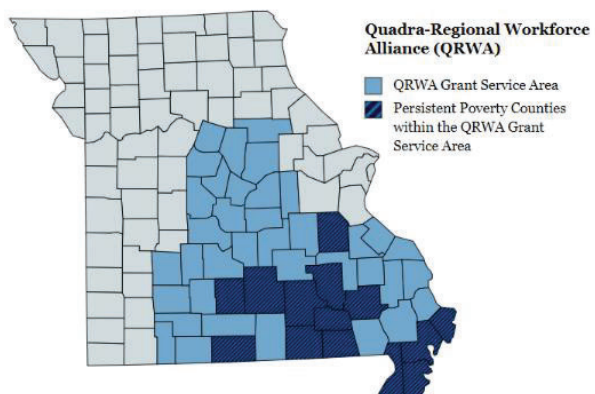 Quadra-Regional Workforce
Alliance (QRWA)
QRWA Grant Service Area
Persistent Poverty Counties
within the QRWA Grant
Service Area